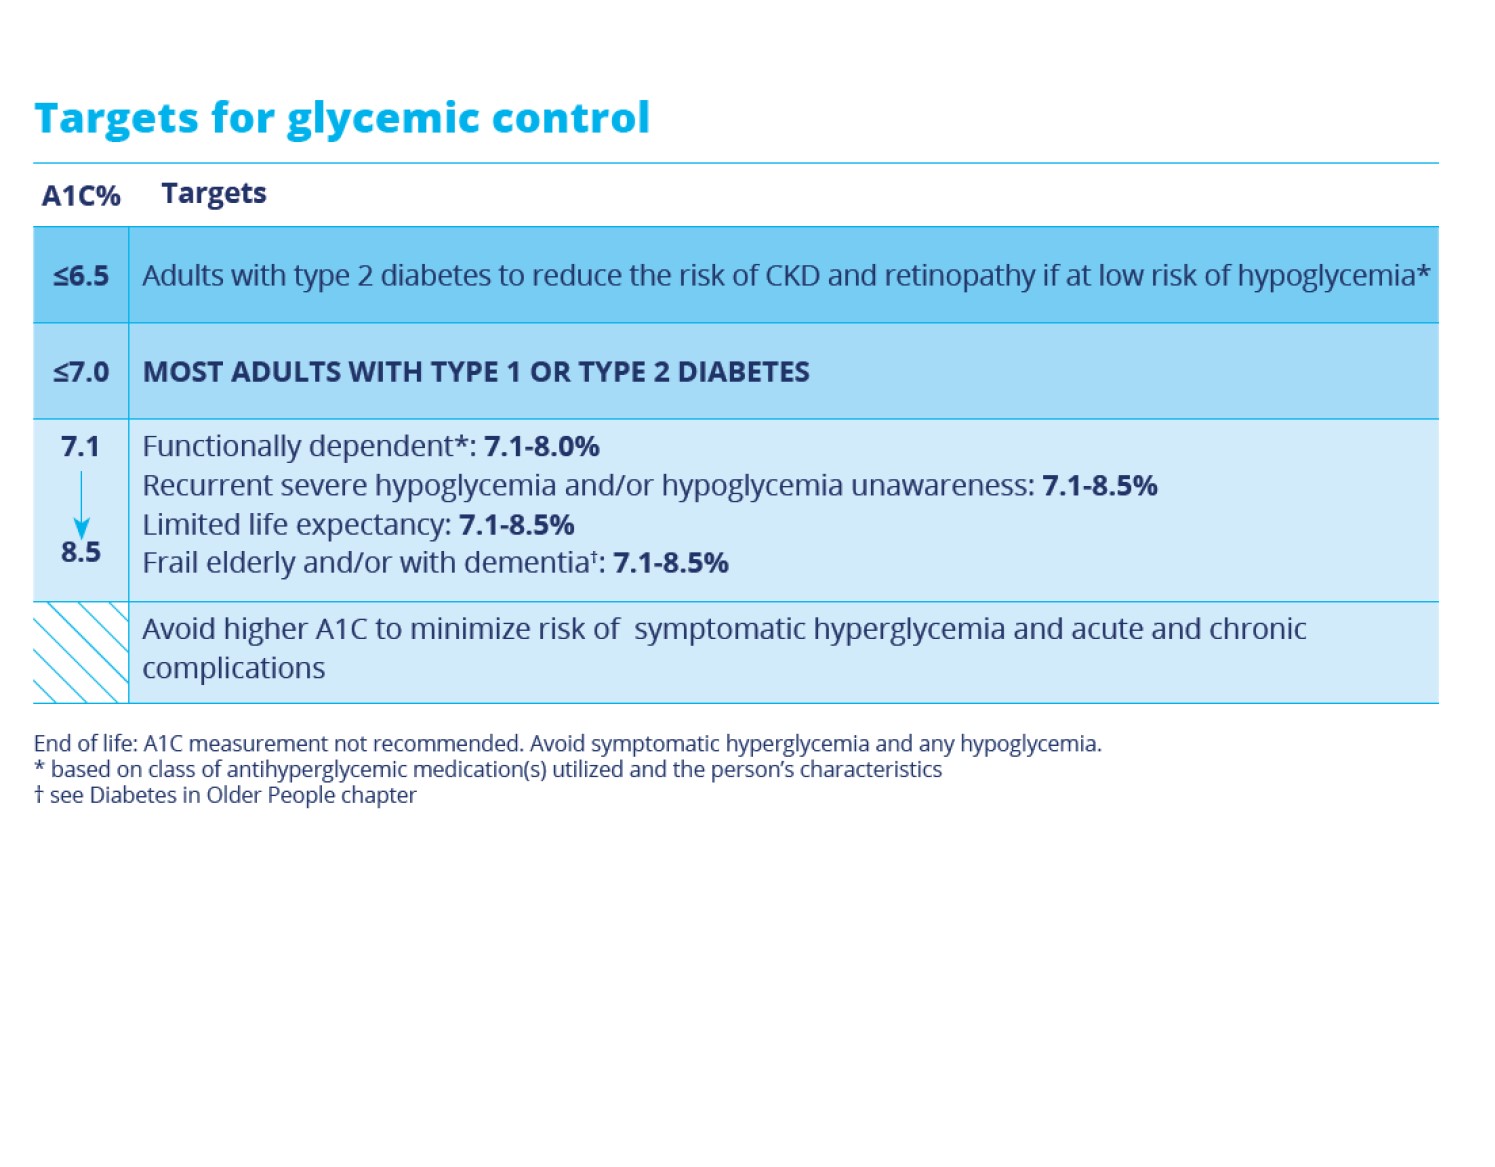 Targets for glycemic control
A1C% Targets
≤6.5 Adults with type 2 diabetes to reduce the risk of CKD and retinopathy if at low risk of hypoglycemia*
≤7.0 MOST ADULTS WITH TYPE 1 OR TYPE 2 DIABETES
7.1 Functionally dependent*: 7.1-8.0%
Recurrent severe hypoglycemia and/or hypoglycemia unawareness: 7.1-8.5%
Limited life expectancy: 7.1-8.5%
8.5 Frail elderly and/or with dementia†: 7.1-8.5%
Avoid higher A1C to minimize risk of symptomatic hyperglycemia and acute and chronic
complications
End of life: A1C measurement not recommended. Avoid symptomatic hyperglycemia and any hypoglycemia.
* based on class of antihyperglycemic medication(s) utilized and the person's characteristics
† see Diabetes in Older People chapter